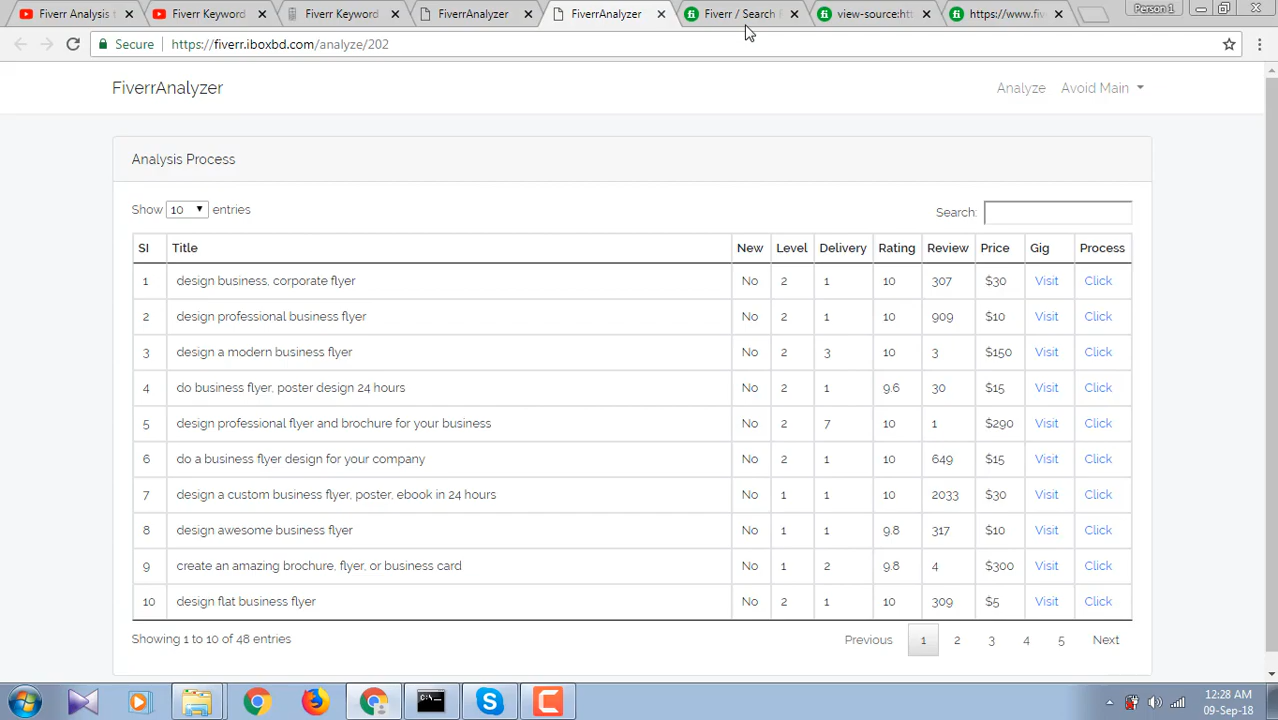 Fiverr Analysis t
Fiverr Keyword
Fiverr Keyword
FiverrAnalyzer
FiverrAnalyzer
Fiverr / Search
view-source:htt
https://www.five
Person 1
Secure
https://fiverr.iboxbd.com/analyze/202
FiverrAnalyzer
Analyze
Avoid Main
Analysis Process
Show 10 entries
Search:
SI Title New Level Delivery Rating Review Price Gig Process
1 design business, corporate flyer No 2 1 10 307 $30 Visit Click
2 design professional business flyer No 2 1 10 909 $10 Visit Click
3 design a modern business flyer No 2 3 10 3 $150 Visit Click
4 do business flyer, poster design 24 hours No 2 1 9.6 30 $15 Visit Click
5 design professional flyer and brochure for your business No 2 7 10 1 $290 Visit Click
6 do a business flyer design for your company No 2 1 10 649 $15 Visit Click
7 design a custom business flyer, poster, ebook in 24 hours No 1 1 10 2033 $30 Visit Click
8 design awesome business flyer No 1 1 9.8 317 $10 Visit Click
9 create an amazing brochure, flyer, or business card No 1 2 9.8 4 $300 Visit Click
10 design flat business flyer No 2 1 10 309 $5 Visit Click
Showing 1 to 10 of 48 entries
Previous 1 2 3 4 5 Next
12:28 AM
09-Sep-18